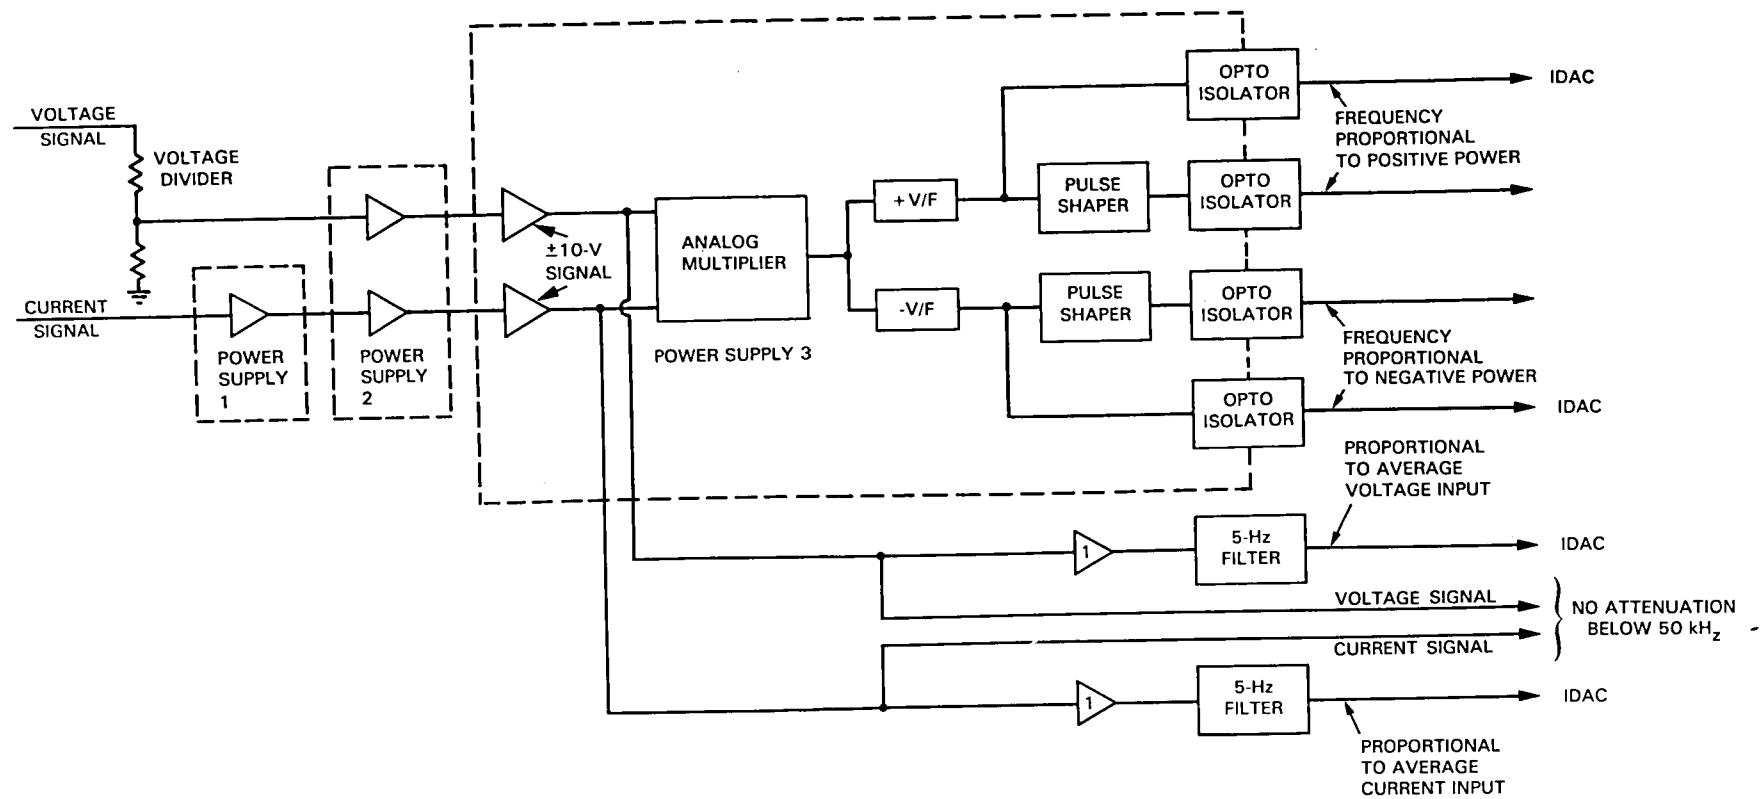 VOLTAGE
SIGNAL
VOLTAGE
DIVIDER
CURRENT
SIGNAL
POWER
SUPPLY
1
POWER
SUPPLY
2
±10-V
SIGNAL
ANALOG
MULTIPLIER
POWER SUPPLY 3
+V/F
-V/F
PULSE
SHAPER
PULSE
SHAPER
OPTO
ISOLATOR
OPTO
ISOLATOR
OPTO
ISOLATOR
OPTO
ISOLATOR
IDAC
FREQUENCY
PROPORTIONAL
TO POSITIVE POWER
FREQUENCY
PROPORTIONAL
TO NEGATIVE POWER
IDAC
PROPORTIONAL
TO AVERAGE
VOLTAGE INPUT
1
5-Hz
FILTER
IDAC
VOLTAGE SIGNAL
CURRENT SIGNAL
NO ATTENUATION
BELOW 50 kHz
1
5-Hz
FILTER
IDAC
PROPORTIONAL
TO AVERAGE
CURRENT INPUT